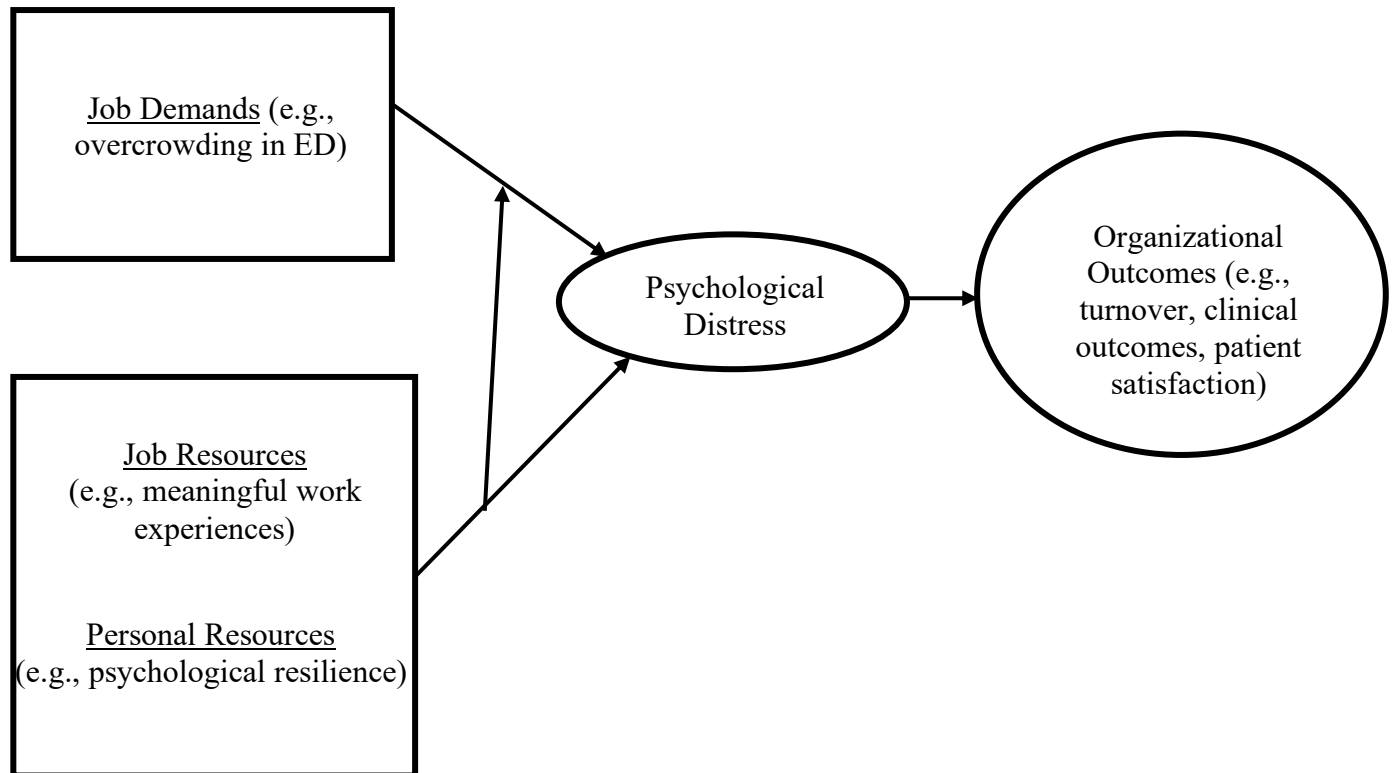 Job Demands (e.g.,
overcrowding in ED)
Job Resources
(e.g., meaningful work
experiences)
Personal Resources
(e.g., psychological resilience)
Psychological
Distress
Organizational
Outcomes (e.g.,
turnover, clinical
outcomes, patient
satisfaction)